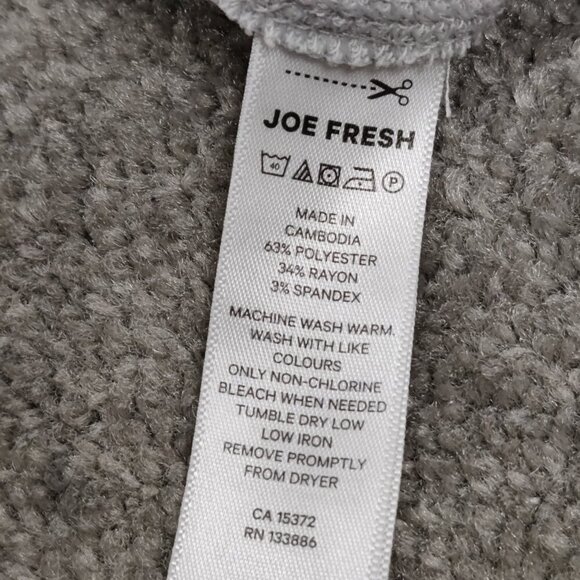 JOE FRESH
40
P
MADE IN
CAMBODIA
63% POLYESTER
34% RAYON
3% SPANDEX
MACHINE WASH WARM.
WASH WITH LIKE
COLOURS
ONLY NON-CHLORINE
BLEACH WHEN NEEDED
TUMBLE DRY LOW
LOW IRON
REMOVE PROMPTLY
FROM DRYER
CA 15372
RN 133886